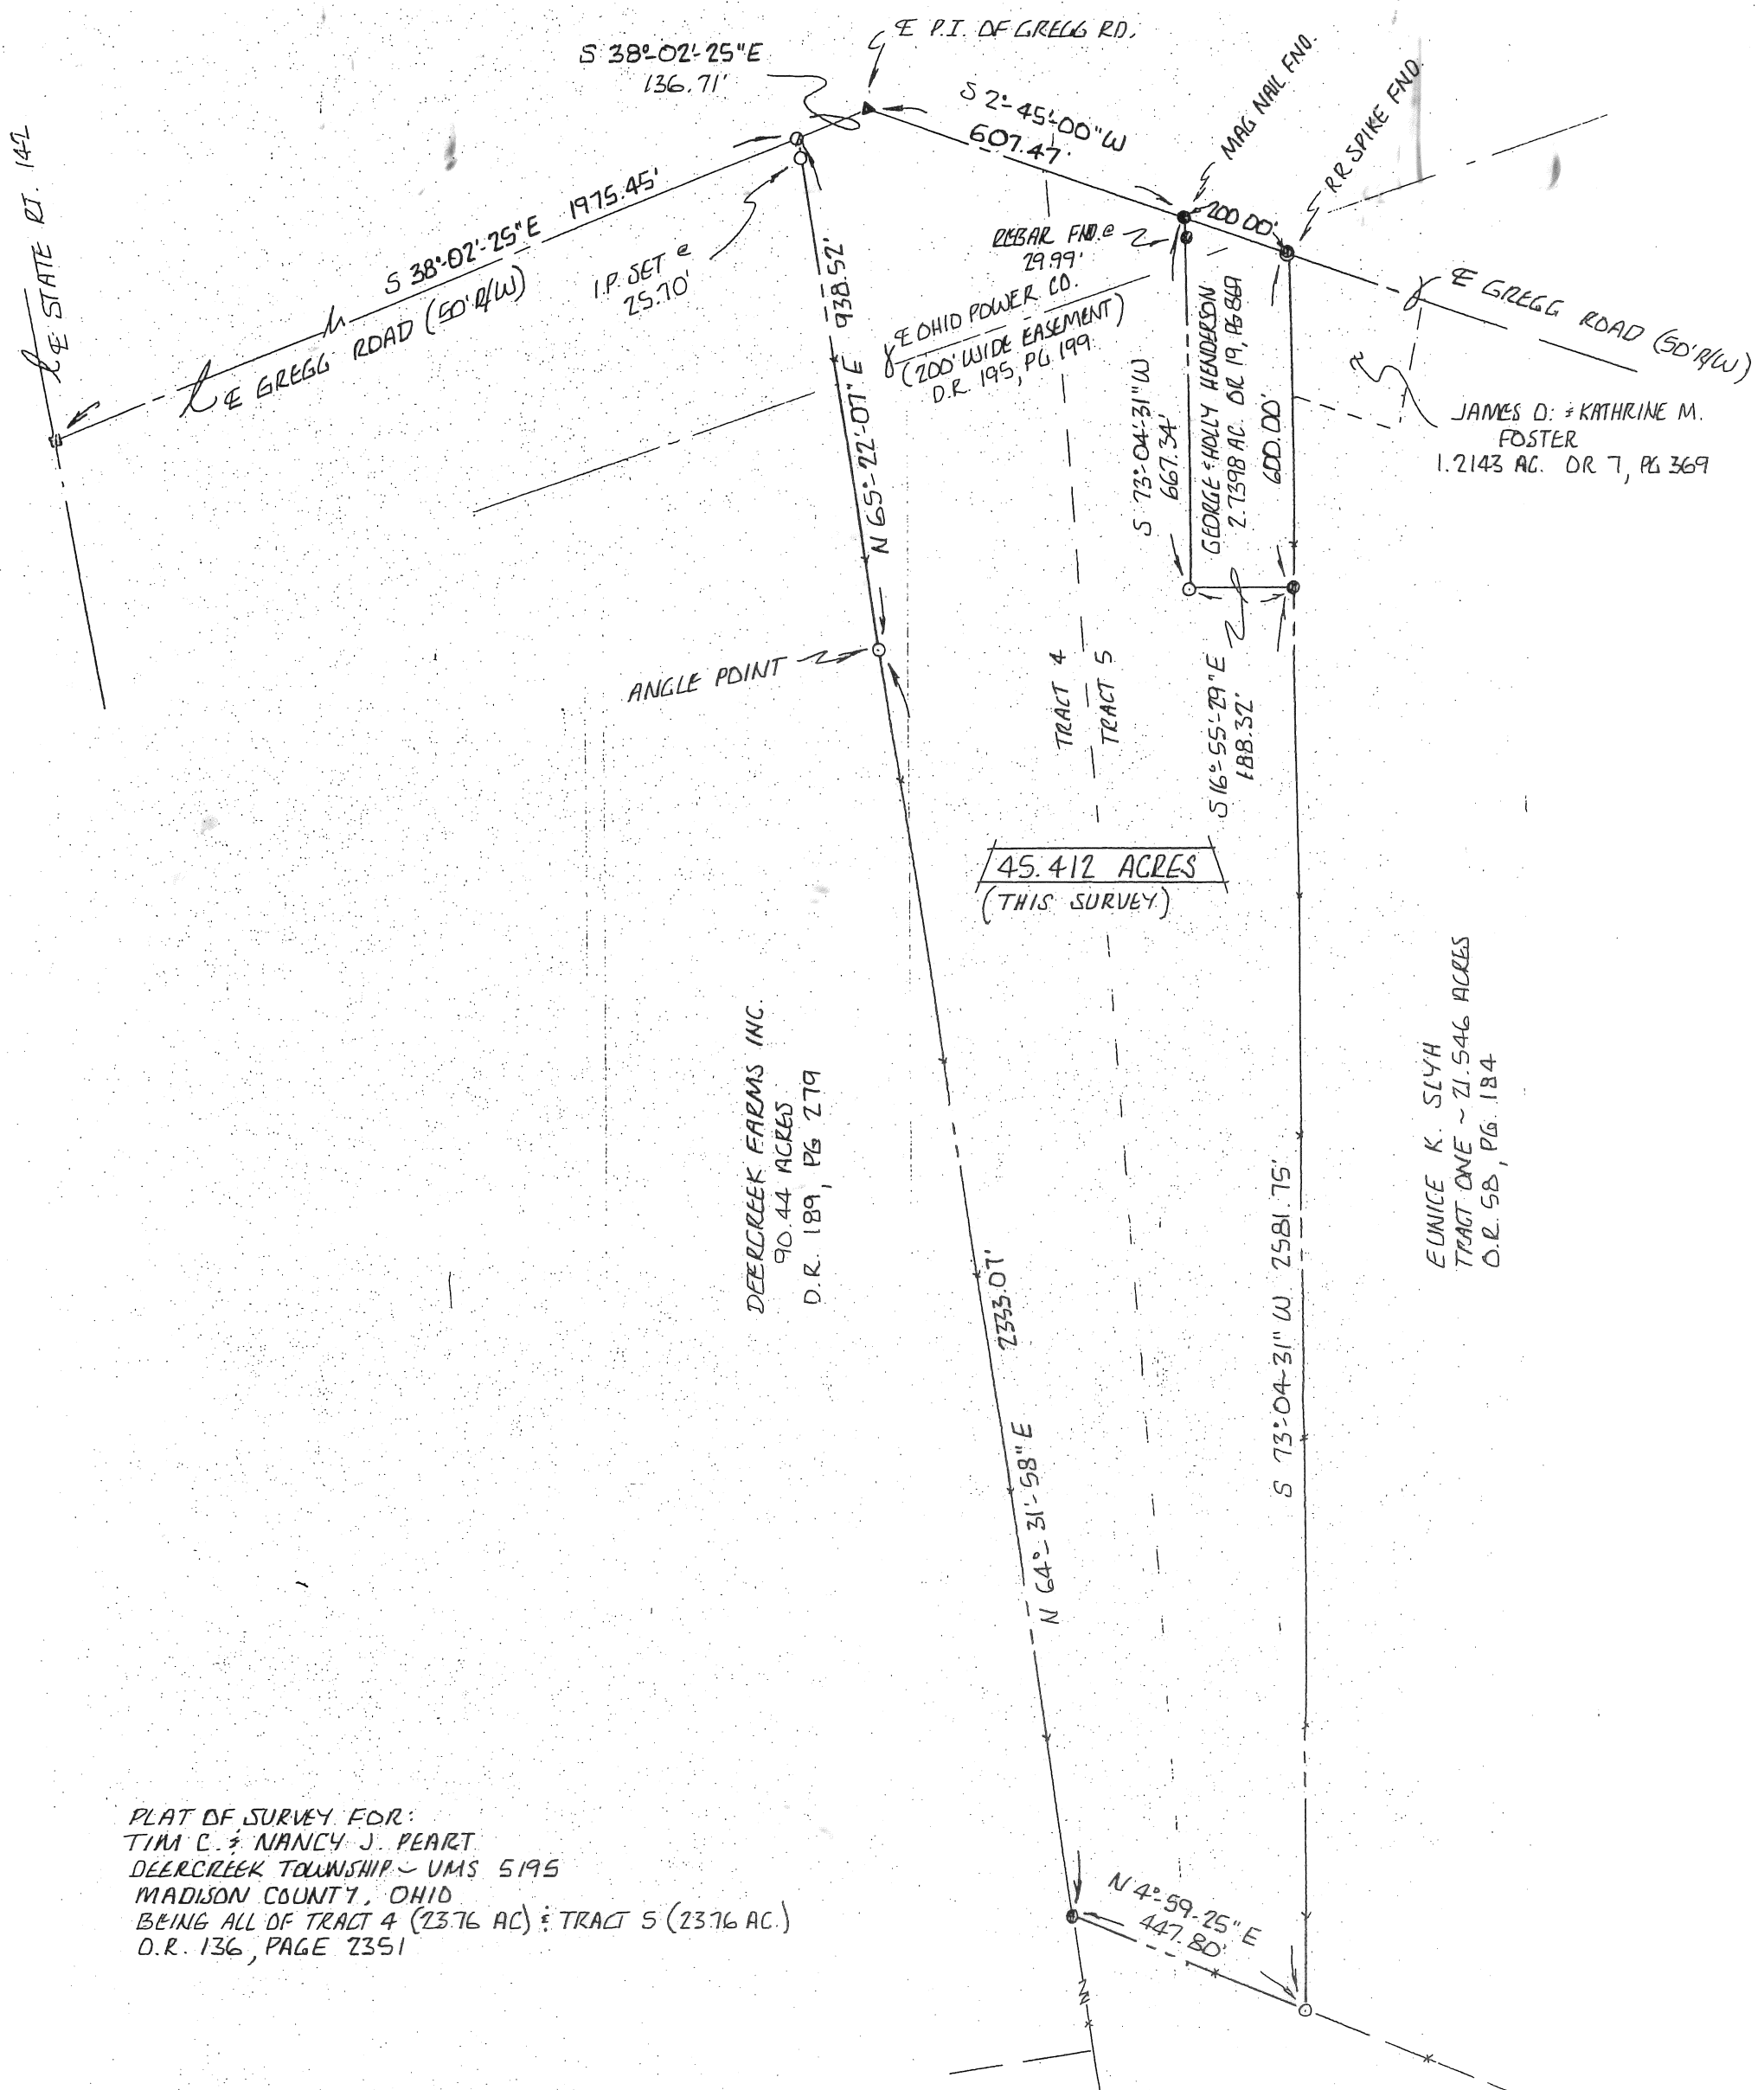 ℄ P.I. OF GREGG RD.
S 38°-02'-25"E
136.71'
S 2°-45'-00"W
607.47'
MAG NAIL FND.
R.R. SPIKE FND.
℄ STATE RT. 142
S 38°-02'-25"E 1975.45'
℄ GREGG ROAD (50' R/W)
I.P. SET @
25.70'
N 65°-22'-07"E 938.52'
REBAR FND. @
29.99'
200.00'
℄ OHIO POWER CO.
(200' WIDE EASEMENT)
D.R. 195, PG 199
℄ GREGG ROAD (50' R/W)
S 73°-04'-31"W
667.34'
GEORGE & HOLLY HENDERSON
2.7398 AC. OR 19, PG 869
600.00'
JAMES D. & KATHRINE M.
FOSTER
1.2143 AC. OR 7, PG 369
ANGLE POINT
TRACT 4
TRACT 5
S 16°-55'-29"E
188.32'
45.412 ACRES
(THIS SURVEY)
DEERCREEK FARMS INC.
90.44 ACRES
D.R. 189, PG 279
EUNICE K. SLYH
TRACT ONE ~ 21.546 ACRES
O.R. 58, PG. 184
N 64°-31'-58"E 2333.07'
S 73°-04'-31"W 2581.75'
N 4°-59'-25"E
447.80'
PLAT OF SURVEY FOR:
TIM C. & NANCY J. PEART
DEERCREEK TOWNSHIP ~ VMS 5195
MADISON COUNTY, OHIO
BEING ALL OF TRACT 4 (23.76 AC) & TRACT 5 (23.76 AC.)
O.R. 136, PAGE 2351